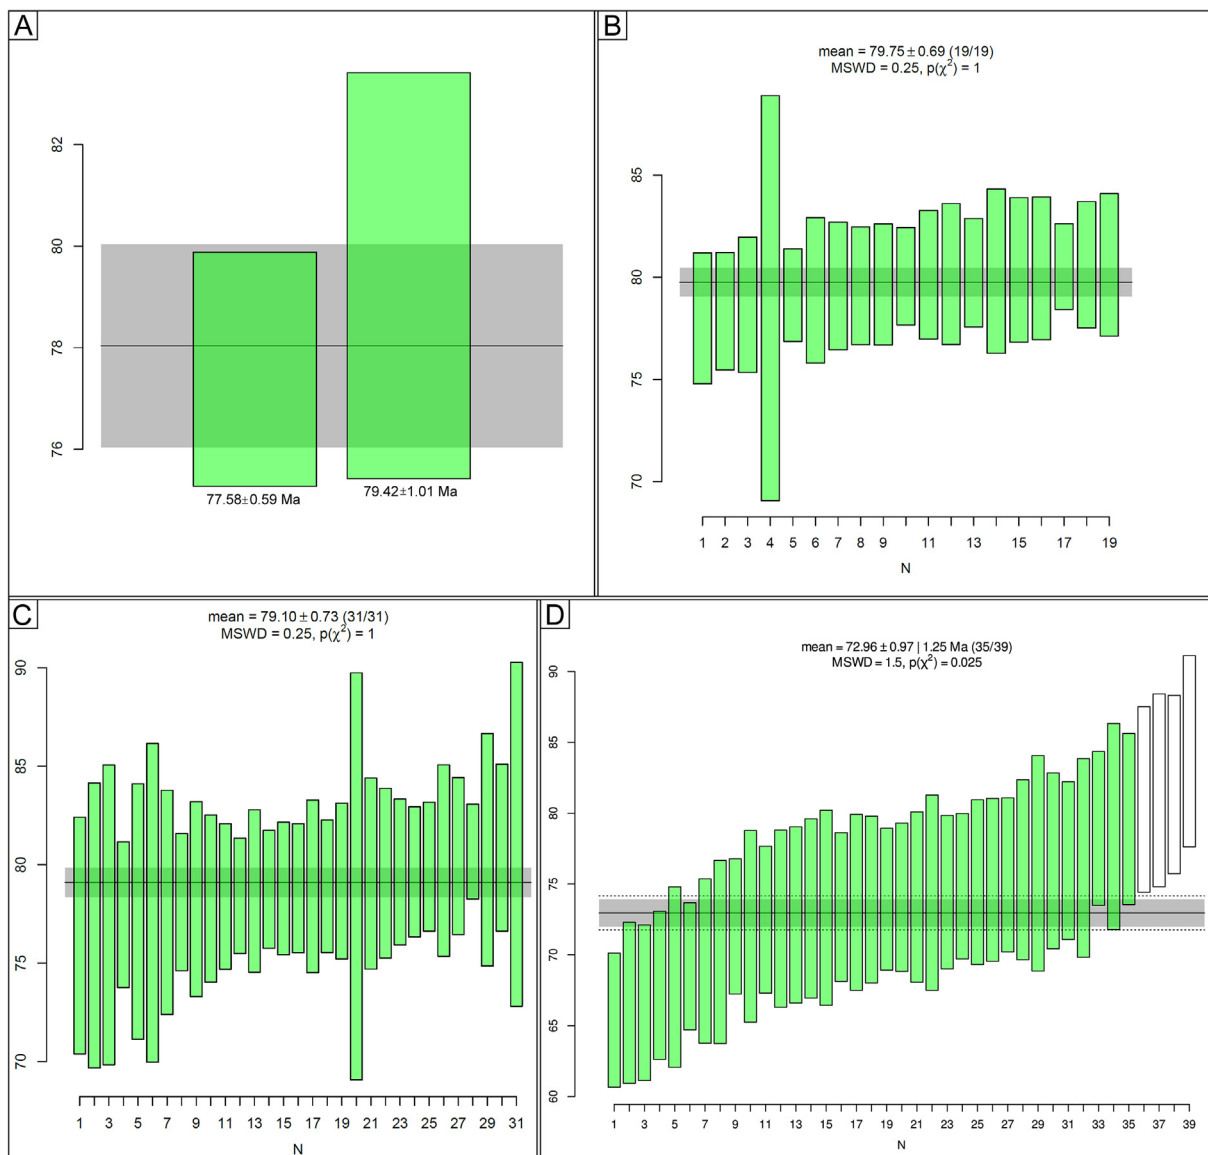 A
82
80
78
76
77.58±0.59 Ma
79.42±1.01 Ma
B
mean = 79.75 ± 0.69 (19/19)
MSWD = 0.25, p(χ²) = 1
85
80
75
70
1 2 3 4 5 6 7 8 9 11 13 15 17 19
N
C
mean = 79.10 ± 0.73 (31/31)
MSWD = 0.25, p(χ²) = 1
90
85
80
75
70
1 3 5 7 9 11 13 15 17 19 21 23 25 27 29 31
N
D
mean = 72.96 ± 0.97 | 1.25 Ma (35/39)
MSWD = 1.5, p(χ²) = 0.025
90
85
80
75
70
65
60
1 3 5 7 9 11 13 15 17 19 21 23 25 27 29 31 33 35 37 39
N